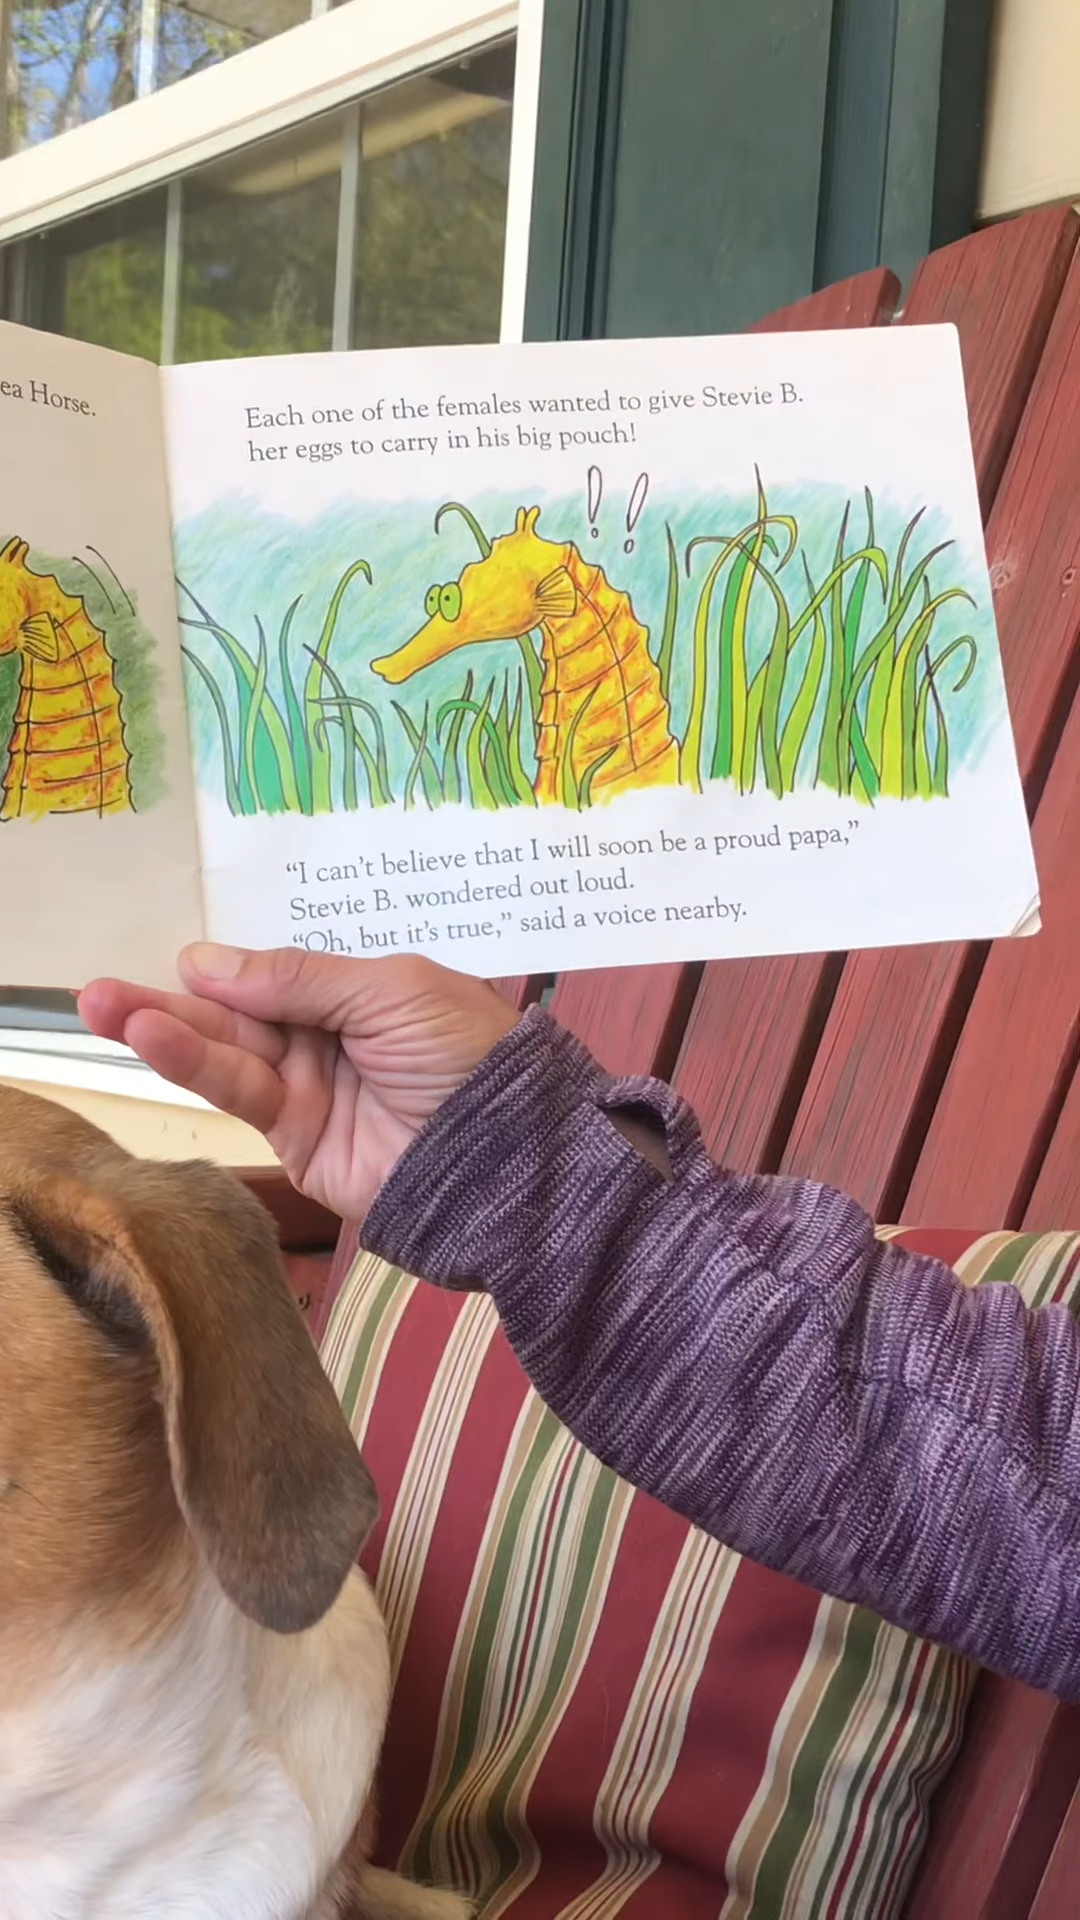 ea Horse.
Each one of the females wanted to give Stevie B.
her eggs to carry in his big pouch!
! !
“I can’t believe that I will soon be a proud papa,”
Stevie B. wondered out loud.
“Oh, but it’s true,” said a voice nearby.